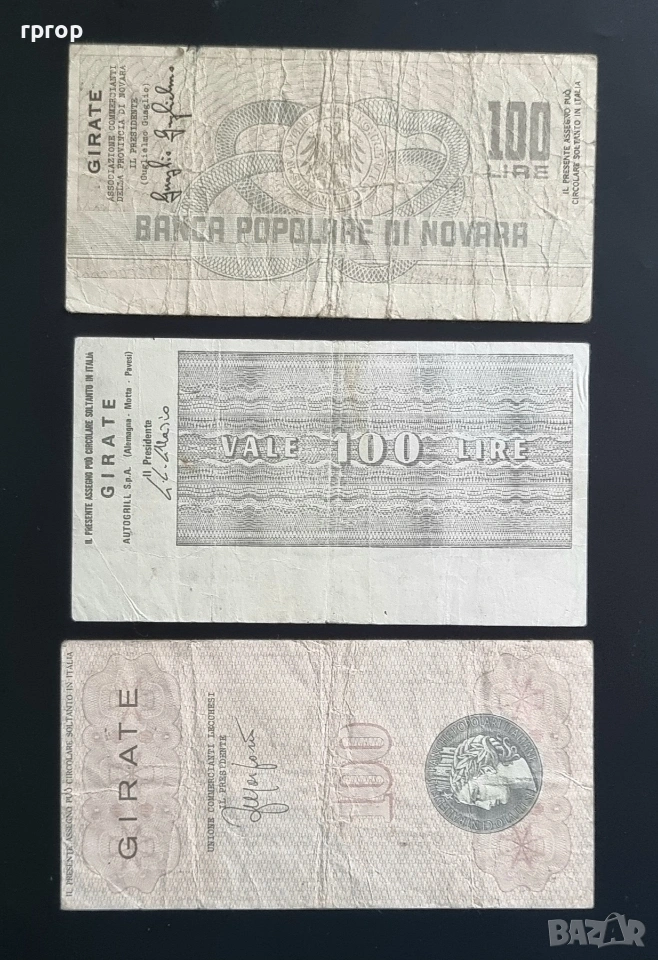 rprop
GIRATE
ASSOCIAZIONE COMMERCIANTI
DELLA PROVINCIA DI NOVARA
IL PRESIDENTE
(Guglielmo Gusglio)
100
LIRE
IL PRESENTE ASSEGNO PUÒ
CIRCOLARE SOLTANTO IN ITALIA
BANCA POPOLARE DI NOVARA
IL PRESENTE ASSEGNO PUÒ CIRCOLARE SOLTANTO IN ITALIA
GIRATE
AUTOGRILL S.p.A. (Alemagna - Motta - Pavesi)
Il Presidente
VALE 100 LIRE
IL PRESENTE ASSEGNO PUÒ CIRCOLARE SOLTANTO IN ITALIA
GIRATE
UNIONE COMMERCIANTI LECCHESI
IL PRESIDENTE
100
BAZAR